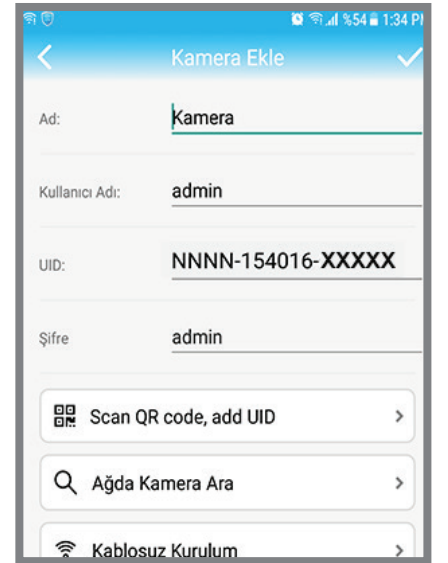 %54 1:34 P
Kamera Ekle
Ad: Kamera
Kullanıcı Adı: admin
UID: NNNN-154016-XXXXX
Şifre admin
Scan QR code, add UID
Ağda Kamera Ara
Kablosuz Kurulum